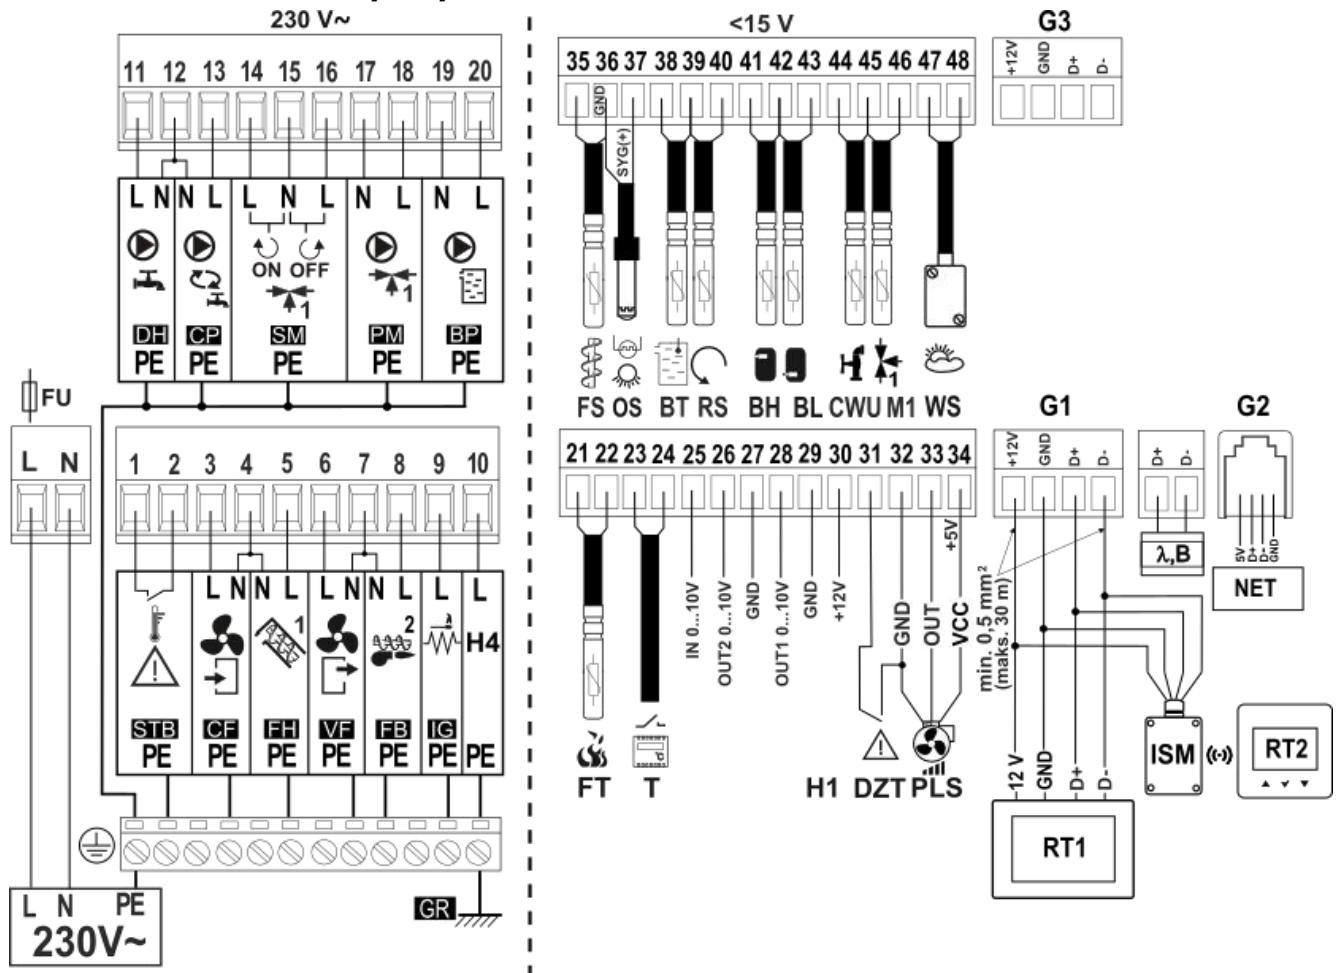 230 V~
11 12 13 14 15 16 17 18 19 20
L N N L L N L N L N L
ON OFF
1 1
DH CP SM PM BP
PE PE PE PE PE
FU
L N
1 2 3 4 5 6 7 8 9 10
L N N L L N N L L L
1 2
H4
STB CF FH VF FB IG
PE PE PE PE PE PE
L N PE
230V~
GR
<15 V
35 36 37 38 39 40 41 42 43 44 45 46 47 48
GND
SYG(+)
1
FS OS BT RS BH BL CWU M1 WS
G3
+12V GND D+ D-
21 22 23 24 25 26 27 28 29 30 31 32 33 34
IN 0...10V
OUT2 0...10V
GND
OUT1 0...10V
GND
+12V
GND
OUT
VCC
+5V
°C
FT T H1 DZT PLS
G1
+12V GND D+ D-
D+ D-
λ,B
G2
5V D+ D- GND
NET
min. 0,5 mm²
(maks. 30 m)
12 V GND D+ D-
RT1
ISM
RT2